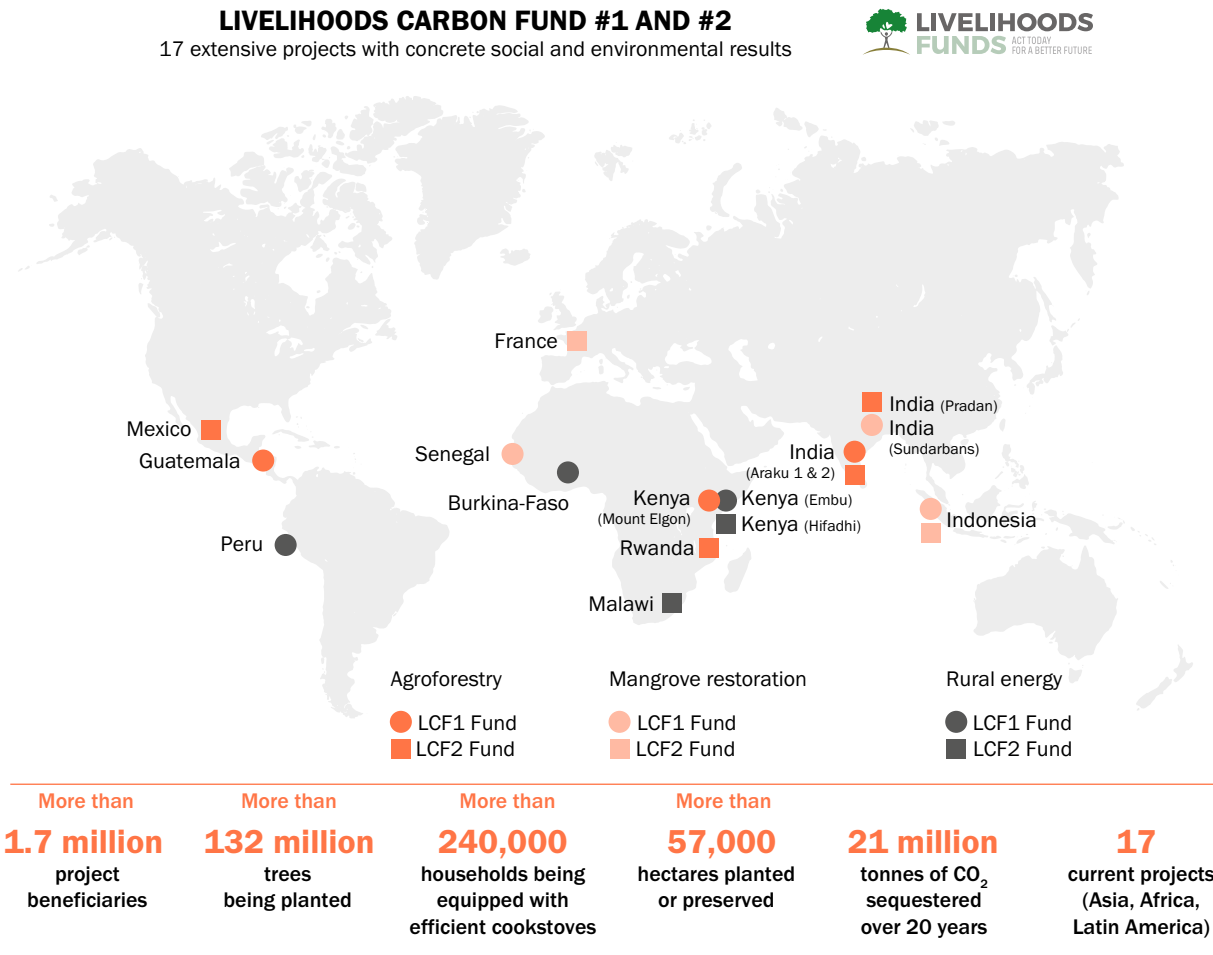 LIVELIHOODS CARBON FUND #1 AND #2
17 extensive projects with concrete social and environmental results
LIVELIHOODS
FUNDS
ACT TODAY
FOR A BETTER FUTURE
France
Mexico
Guatemala
Peru
Senegal
Burkina-Faso
India (Pradan)
India
(Sundarbans)
India
(Araku 1 & 2)
Kenya
(Mount Elgon)
Kenya (Embu)
Kenya (Hifadhi)
Rwanda
Malawi
Indonesia
Agroforestry
LCF1 Fund
LCF2 Fund
Mangrove restoration
LCF1 Fund
LCF2 Fund
Rural energy
LCF1 Fund
LCF2 Fund
More than
1.7 million
project
beneficiaries
More than
132 million
trees
being planted
More than
240,000
households being
equipped with
efficient cookstoves
More than
57,000
hectares planted
or preserved
21 million
tonnes of CO2
sequestered
over 20 years
17
current projects
(Asia, Africa,
Latin America)